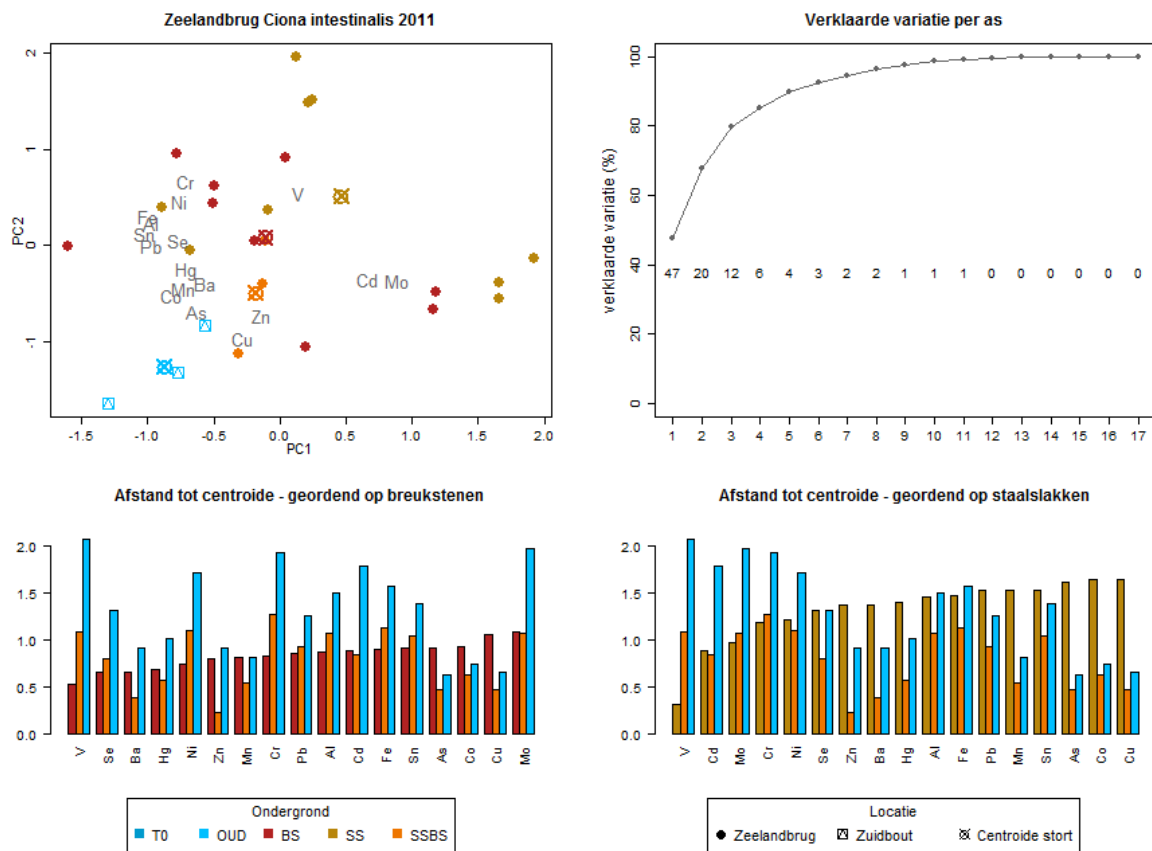 Zeelandbrug Ciona intestinalis 2011
2
1
0
-1
PC2
Cr
Ni
Fe
Al
Sn
Pb
Se
Hg
Mn
Ba
Co
As
Zn
Cu
V
Cd
Mo
-1.5 -1.0 -0.5 0.0 0.5 1.0 1.5 2.0
PC1
Verklaarde variatie per as
100
80
60
40
20
0
verklaarde variatie (%)
47 20 12 6 4 3 2 2 1 1 1 0 0 0 0 0 0
1 2 3 4 5 6 7 8 9 10 11 12 13 14 15 16 17
Afstand tot centroide - geordend op breukstenen
2.0
1.5
1.0
0.5
0.0
V Se Ba Hg Ni Zn Mn Cr Pb Al Cd Fe Sn As Co Cu Mo
Afstand tot centroide - geordend op staalslakken
2.0
1.5
1.0
0.5
0.0
V Cd Mo Cr Ni Se Zn Ba Hg Al Fe Pb Mn Sn As Co Cu
Ondergrond
T0 OUD BS SS SSBS
Locatie
Zeelandbrug Zuidbout Centroide stort